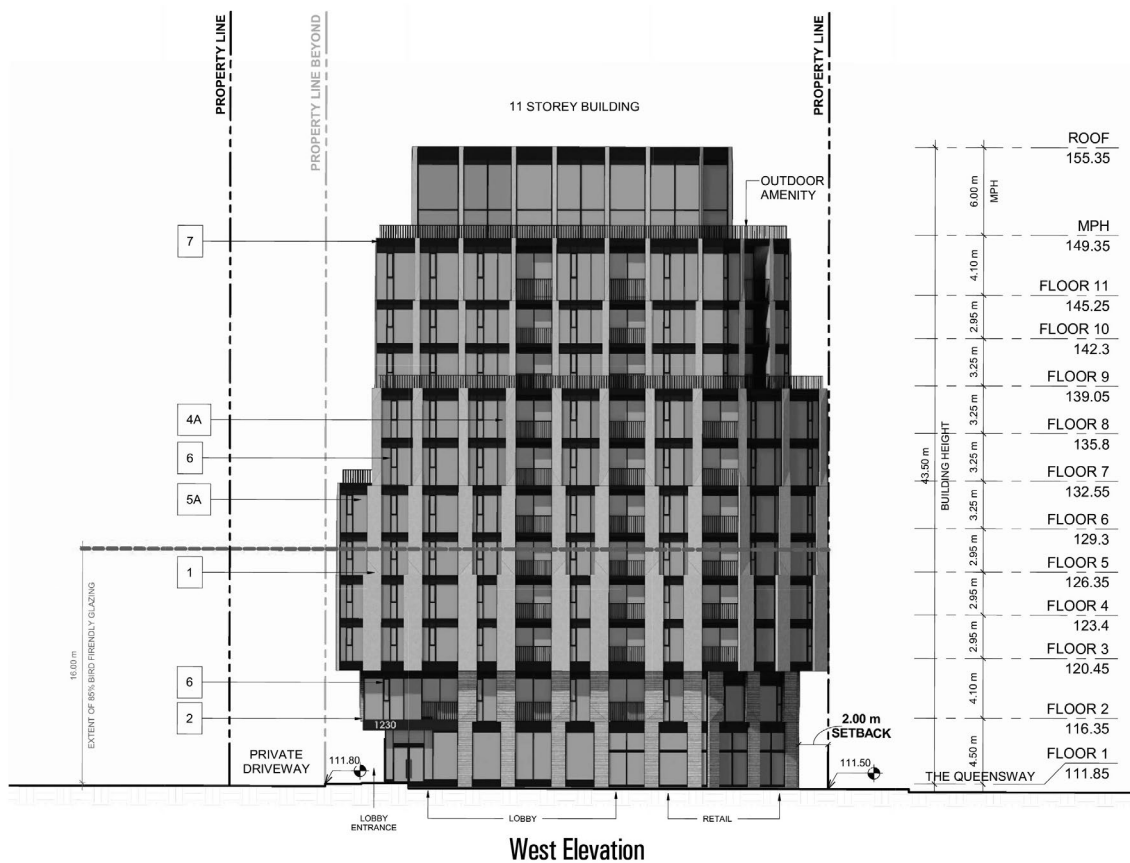 PROPERTY LINE
PROPERTY LINE BEYOND
PROPERTY LINE
11 STOREY BUILDING
OUTDOOR
AMENITY
7
4A
6
5A
1
6
2
16.00 m
EXTENT OF 85% BIRD FIRENDLY GLAZING
PRIVATE
DRIVEWAY
111.80
1230
2.00 m
SETBACK
111.50
THE QUEENSWAY
LOBBY
ENTRANCE
LOBBY
RETAIL
43.50 m
BUILDING HEIGHT
6.00 m
MPH
4.10 m
2.95 m
3.25 m
3.25 m
3.25 m
3.25 m
2.95 m
2.95 m
2.95 m
4.10 m
4.50 m
ROOF
155.35
MPH
149.35
FLOOR 11
145.25
FLOOR 10
142.3
FLOOR 9
139.05
FLOOR 8
135.8
FLOOR 7
132.55
FLOOR 6
129.3
FLOOR 5
126.35
FLOOR 4
123.4
FLOOR 3
120.45
FLOOR 2
116.35
FLOOR 1
111.85
West Elevation